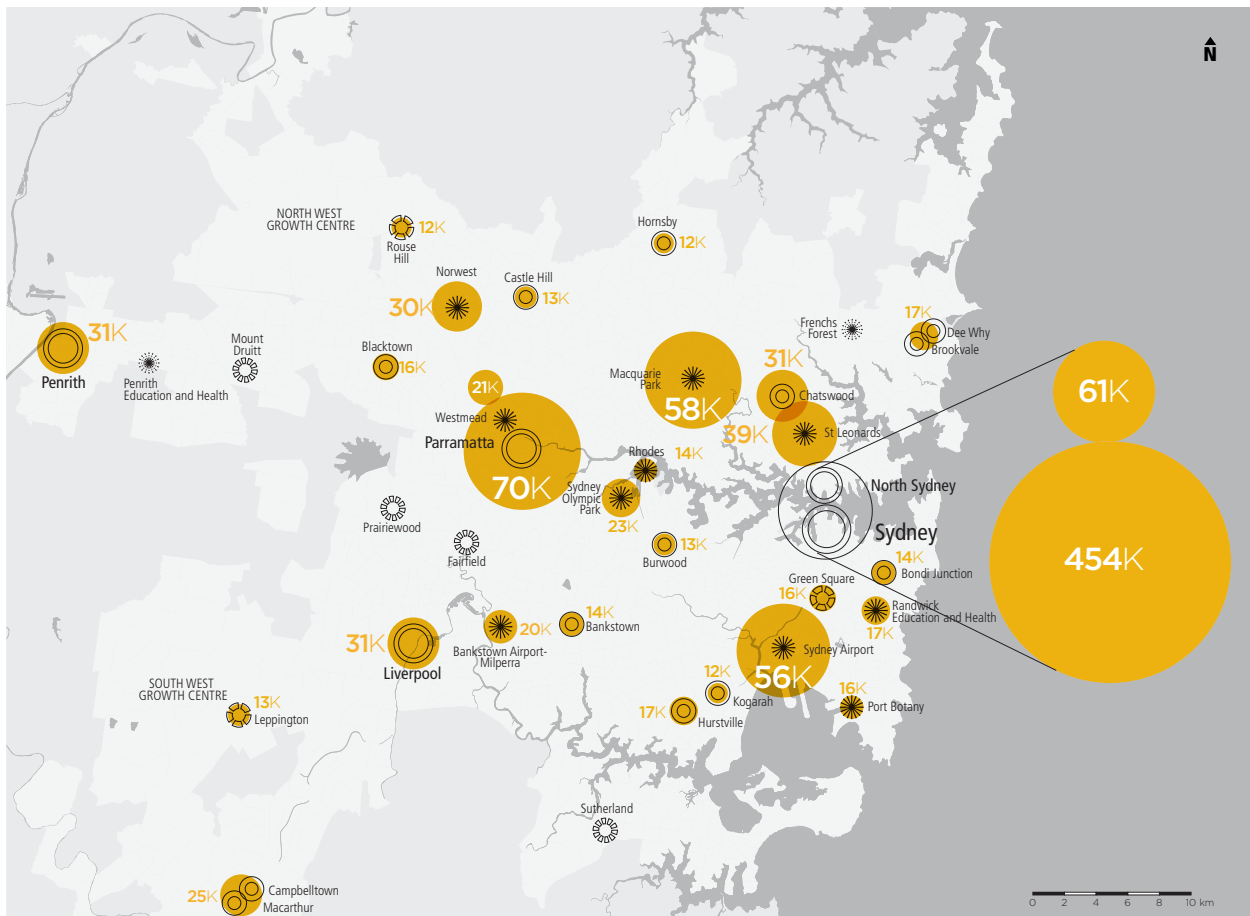 N
NORTH WEST
GROWTH CENTRE
12K
Rouse
Hill
Hornsby
12K
Norwest
30K
Castle Hill
13K
31K
Penrith
Penrith
Education and Health
Mount
Druitt
Blacktown
16K
Frenchs
Forest
17K
Dee Why
Brookvale
Macquarie
Park
58K
31K
Chatswood
39K
St Leonards
21K
Westmead
Parramatta
70K
Rhodes
14K
Sydney
Olympic
Park
23K
North Sydney
Sydney
61K
454K
Prairiewood
Fairfield
Burwood
13K
14K
Bondi Junction
Green Square
16K
Randwick
Education and Health
17K
31K
Liverpool
20K
Bankstown Airport-
Milperra
14K
Bankstown
Sydney Airport
56K
SOUTH WEST
GROWTH CENTRE
13K
Leppington
12K
Kogarah
17K
Hurstville
16K
Port Botany
Sutherland
25K
Campbelltown
Macarthur
0 2 4 6 8 10 km